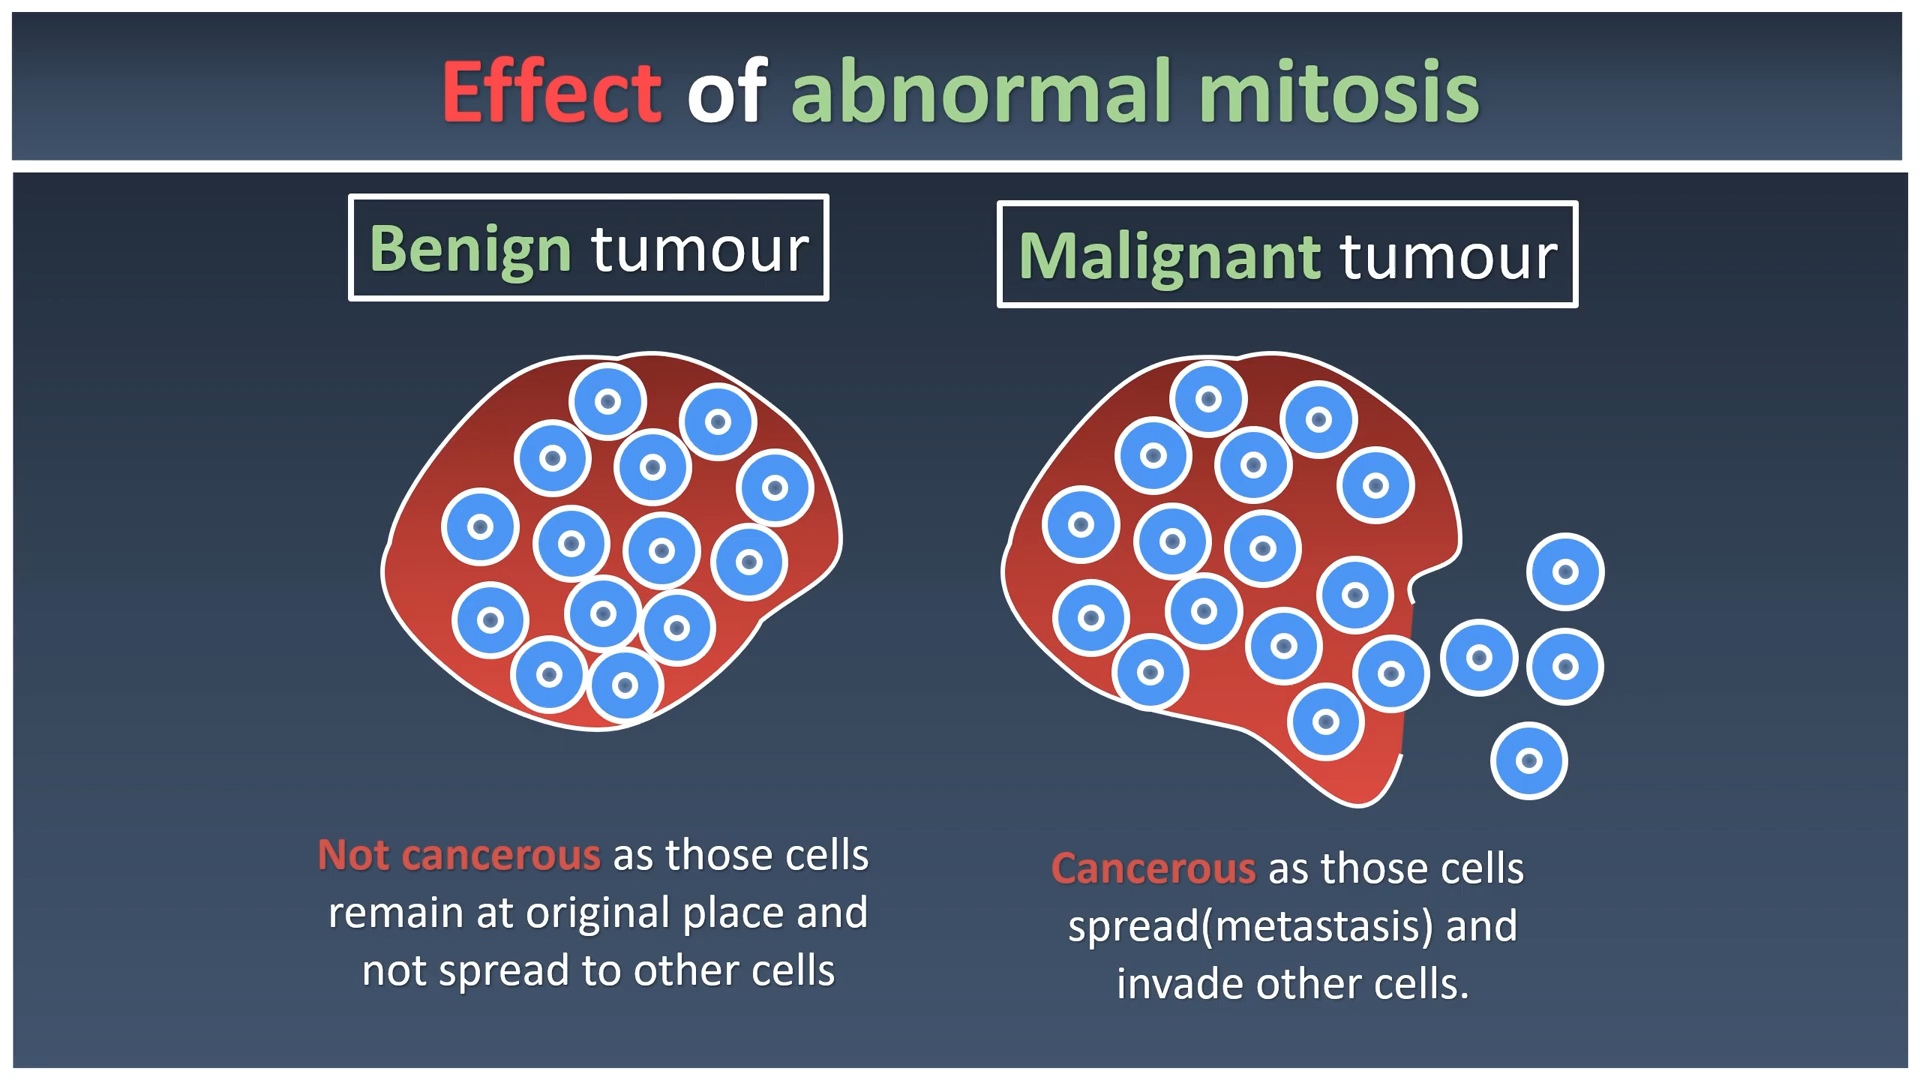 Effect of abnormal mitosis
Benign tumour
Not cancerous as those cells
remain at original place and
not spread to other cells
Malignant tumour
Cancerous as those cells
spread(metastasis) and
invade other cells.